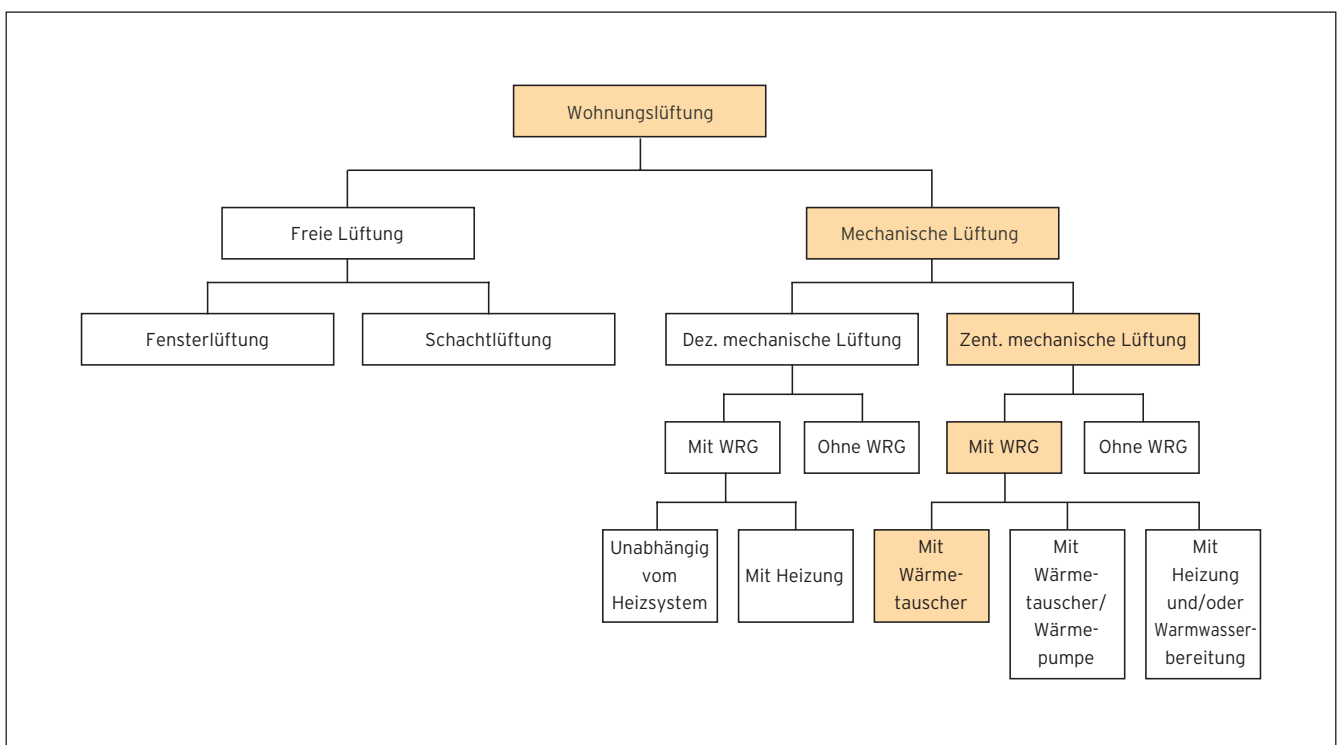 Wohnungslüftung
Freie Lüftung
Mechanische Lüftung
Fensterlüftung
Schachtlüftung
Dez. mechanische Lüftung
Zent. mechanische Lüftung
Mit WRG
Ohne WRG
Mit WRG
Ohne WRG
Unabhängig
vom
Heizsystem
Mit Heizung
Mit
Wärme-
tauscher
Mit
Wärme-
tauscher/
Wärme-
pumpe
Mit
Heizung
und/oder
Warmwasser-
bereitung